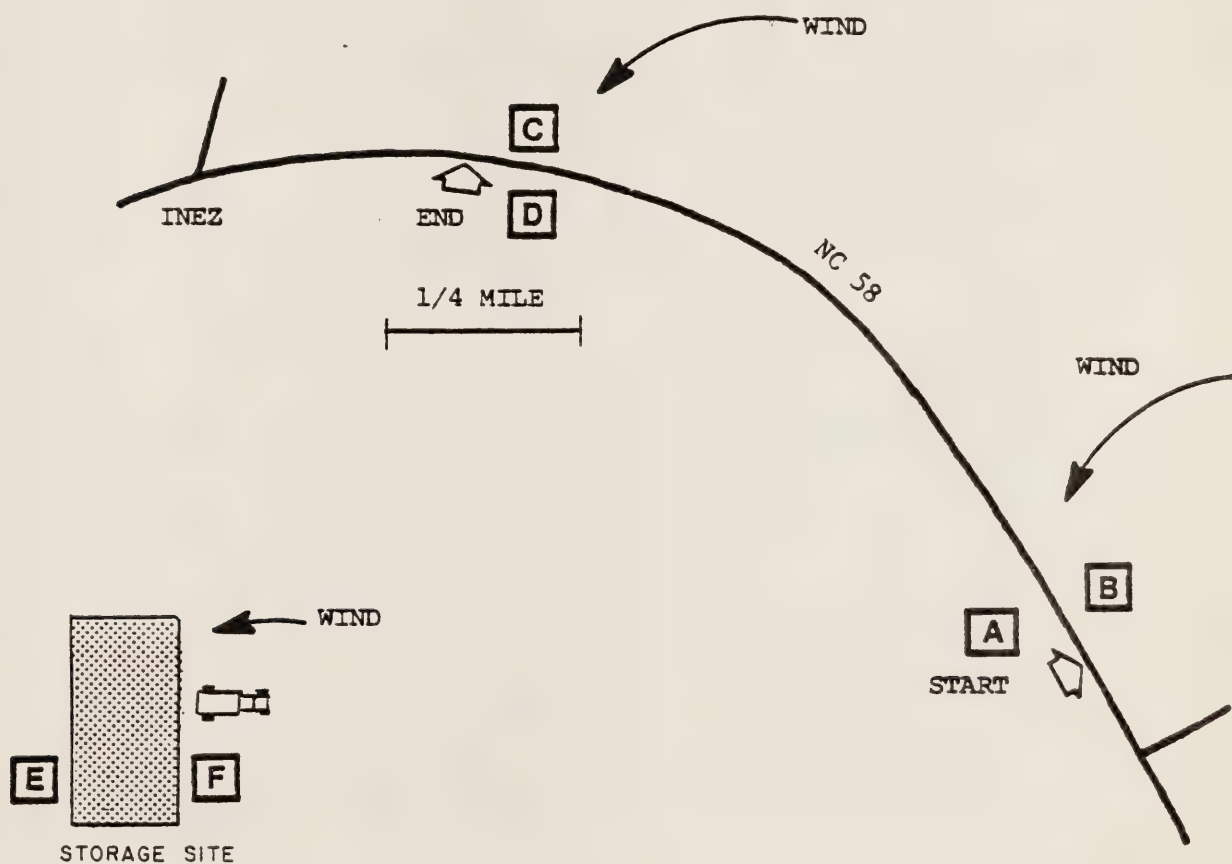 WIND
C
INEZ
END
D
NC 58
1/4 MILE
WIND
B
A
START
WIND
E
F
STORAGE SITE